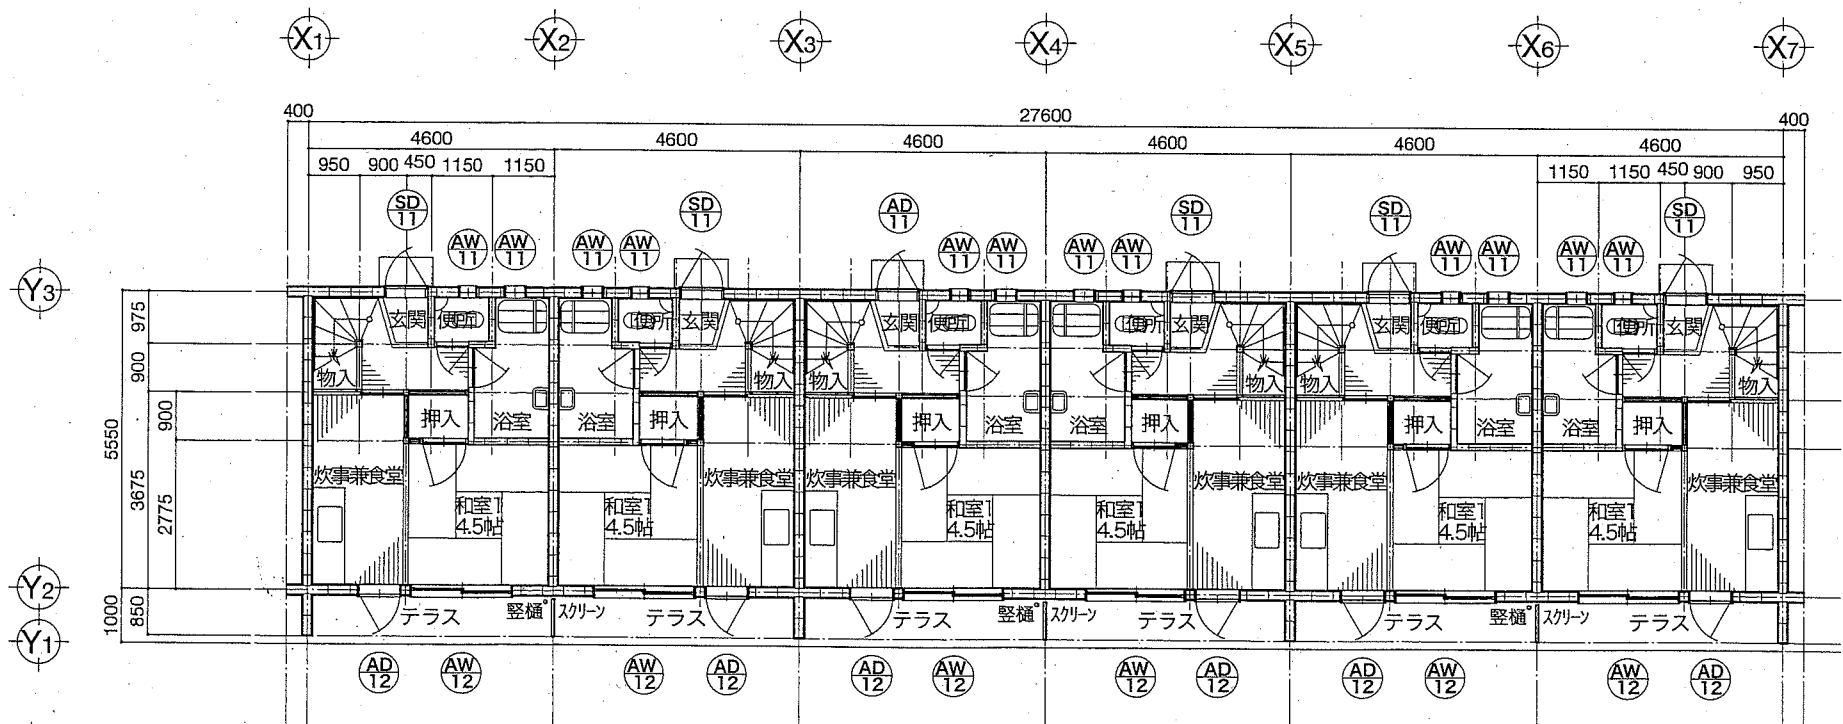 X1 X2 X3 X4 X5 X6 X7
400 27600 400
4600 4600 4600 4600 4600 4600
950 900 450 1150 1150 1150 1150 450 900 950
SD 11 SD 11 AD 11 SD 11 SD 11 SD 11
AW 11 AW 11 AW 11 AW 11 AW 11 AW 11 AW 11 AW 11 AW 11 AW 11 AW 11 AW 11
Y3
975
玄関 便所 便所 玄関 玄関 便所 便所 玄関 玄関 便所 便所 玄関
900
物入 物入 物入 物入 物入 物入
900
押入 浴室 浴室 押入 押入 浴室 浴室 押入 押入 浴室 浴室 押入
5550
3675
2775
炊事兼食堂 炊事兼食堂 炊事兼食堂 炊事兼食堂 炊事兼食堂 炊事兼食堂
和室1 和室1 和室1 和室1 和室1 和室1
4.5帖 4.5帖 4.5帖 4.5帖 4.5帖 4.5帖
Y2
1000
850
テラス 竪樋 スクリーン テラス テラス 竪樋 スクリーン テラス テラス 竪樋 スクリーン テラス
Y1
AD 12 AW 12 AW 12 AD 12 AD 12 AW 12 AW 12 AD 12 AD 12 AW 12 AW 12 AD 12